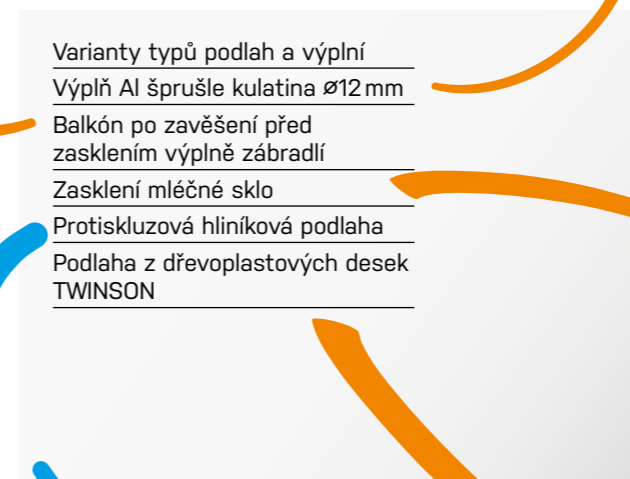 Varianty typů podlah a výplní
Výplň Al šprušle kulatina ⌀12 mm
Balkón po zavěšení před
zasklením výplně zábradlí
Zasklení mléčné sklo
Protiskluzová hliníková podlaha
Podlaha z dřevoplastových desek
TWINSON